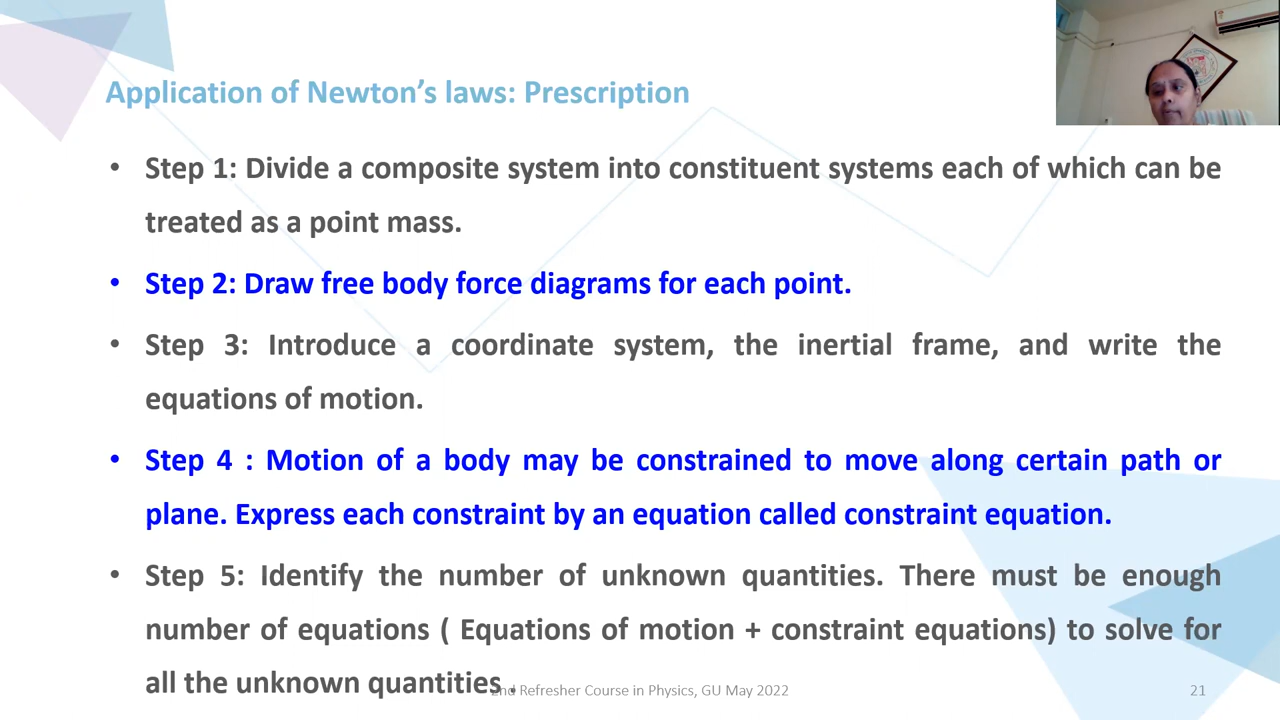 Application of Newton’s laws: Prescription
• Step 1: Divide a composite system into constituent systems each of which can be
treated as a point mass.
• Step 2: Draw free body force diagrams for each point.
• Step 3: Introduce a coordinate system, the inertial frame, and write the
equations of motion.
• Step 4 : Motion of a body may be constrained to move along certain path or
plane. Express each constraint by an equation called constraint equation.
• Step 5: Identify the number of unknown quantities. There must be enough
number of equations ( Equations of motion + constraint equations) to solve for
all the unknown quantities .
2nd Refresher Course in Physics, GU May 2022
21